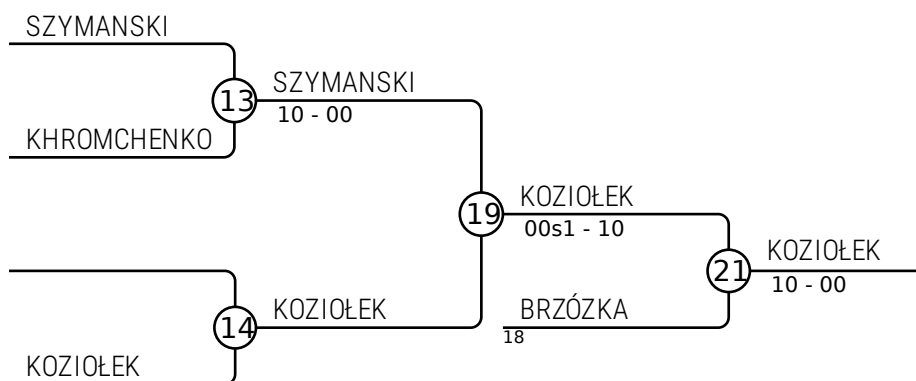 SZYMANSKI
13
SZYMANSKI
10 - 00
KHROMCHENKO
19
KOZIOŁEK
00s1 - 10
21
KOZIOŁEK
10 - 00
14
KOZIOŁEK
BRZÓZKA
18
KOZIOŁEK